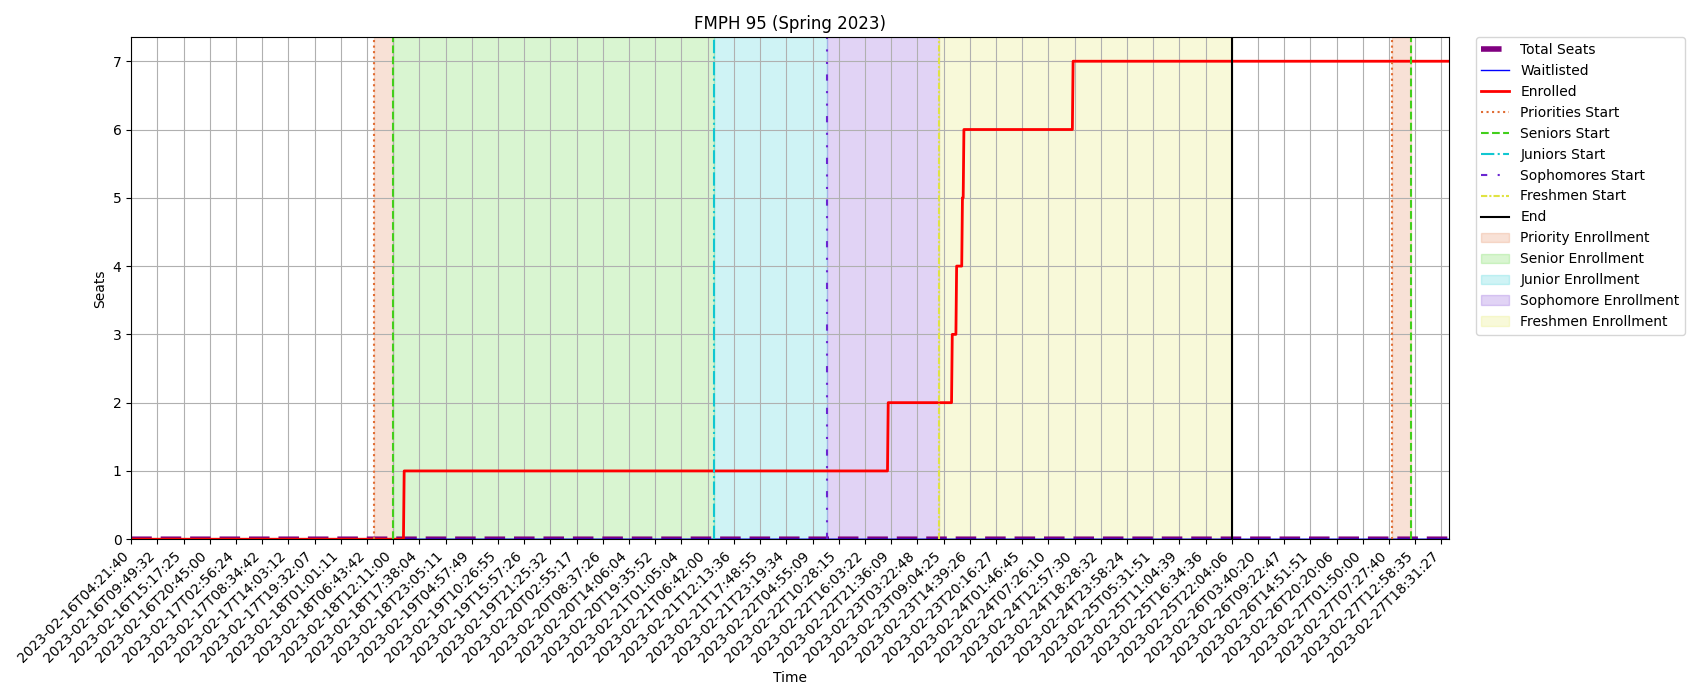 FMPH 95 (Spring 2023)
Seats
7
6
5
4
3
2
1
0
2023-02-16T04:21:40
2023-02-16T09:49:32
2023-02-16T15:17:25
2023-02-16T20:45:00
2023-02-17T02:56:24
2023-02-17T08:34:42
2023-02-17T14:03:12
2023-02-17T19:32:07
2023-02-18T01:01:11
2023-02-18T06:43:42
2023-02-18T12:11:00
2023-02-18T17:38:04
2023-02-18T23:05:11
2023-02-19T04:57:49
2023-02-19T10:26:55
2023-02-19T15:57:26
2023-02-19T21:25:32
2023-02-20T02:55:17
2023-02-20T08:37:26
2023-02-20T14:06:04
2023-02-20T19:35:52
2023-02-21T01:05:04
2023-02-21T06:42:00
2023-02-21T12:13:36
2023-02-21T17:48:55
2023-02-21T23:19:34
2023-02-22T04:55:09
2023-02-22T10:28:15
2023-02-22T16:03:22
2023-02-22T21:36:09
2023-02-23T03:22:48
2023-02-23T09:04:25
2023-02-23T14:39:26
2023-02-23T20:16:27
2023-02-24T01:46:45
2023-02-24T07:26:10
2023-02-24T12:57:30
2023-02-24T18:28:32
2023-02-24T23:58:24
2023-02-25T05:31:51
2023-02-25T11:04:39
2023-02-25T16:34:36
2023-02-25T22:04:06
2023-02-26T03:40:20
2023-02-26T09:22:47
2023-02-26T14:51:51
2023-02-26T20:20:06
2023-02-27T01:50:00
2023-02-27T07:27:40
2023-02-27T12:58:35
2023-02-27T18:31:27
Time
Total Seats
Waitlisted
Enrolled
Priorities Start
Seniors Start
Juniors Start
Sophomores Start
Freshmen Start
End
Priority Enrollment
Senior Enrollment
Junior Enrollment
Sophomore Enrollment
Freshmen Enrollment